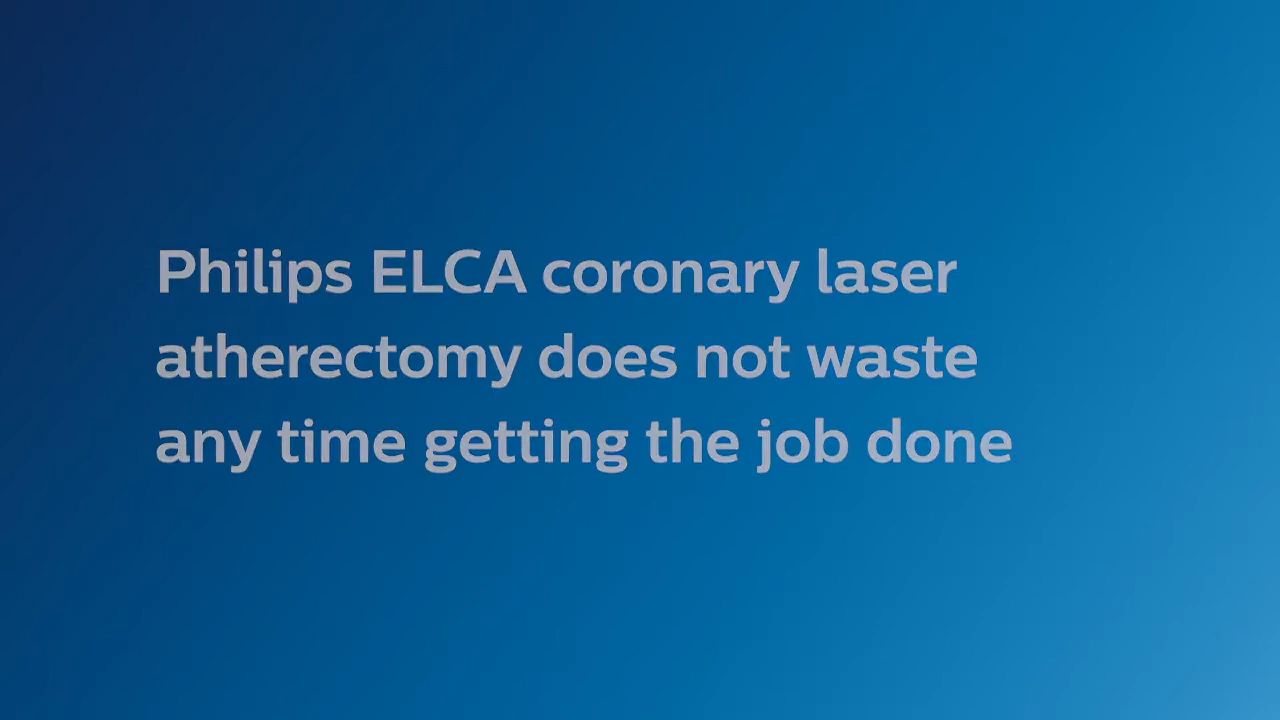 Philips ELCA coronary laser
atherectomy does not waste
any time getting the job done